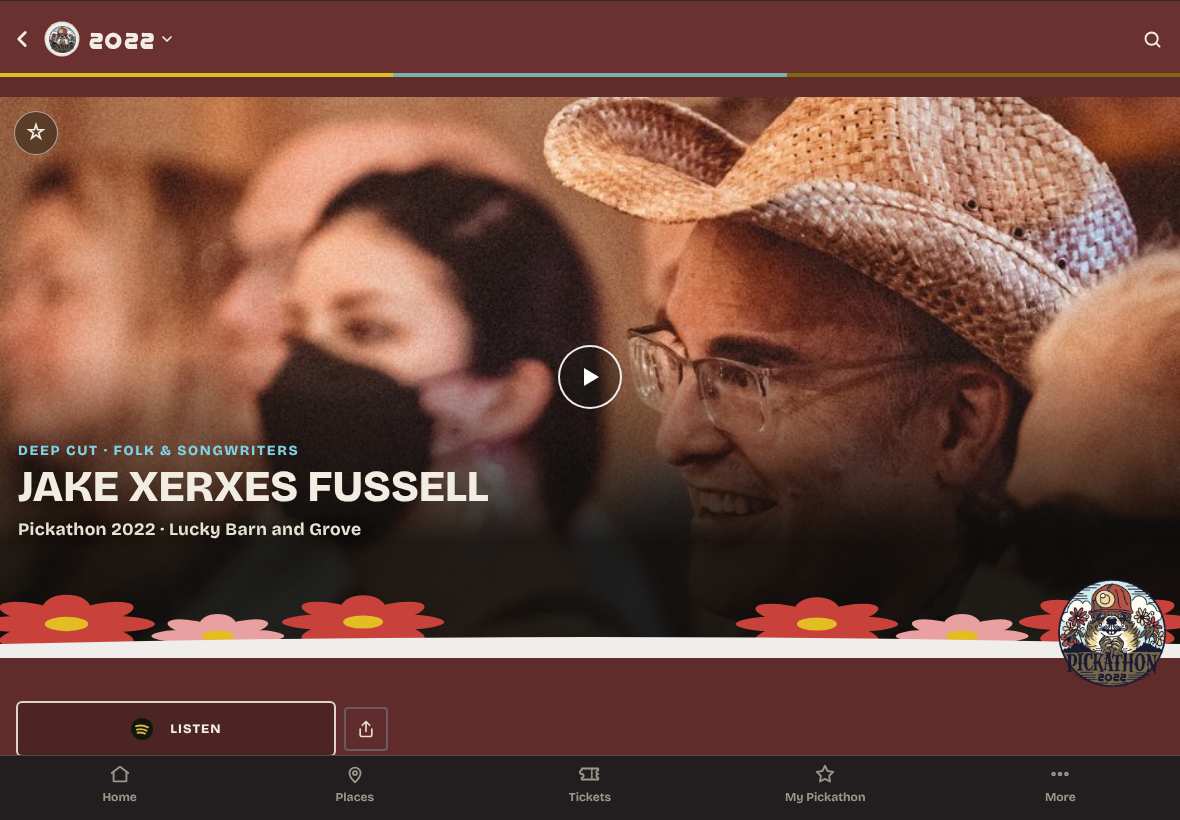 2022
DEEP CUT · FOLK & SONGWRITERS
JAKE XERXES FUSSELL
Pickathon 2022 · Lucky Barn and Grove
PICKATHON
2022
LISTEN
Home
Places
Tickets
My Pickathon
More